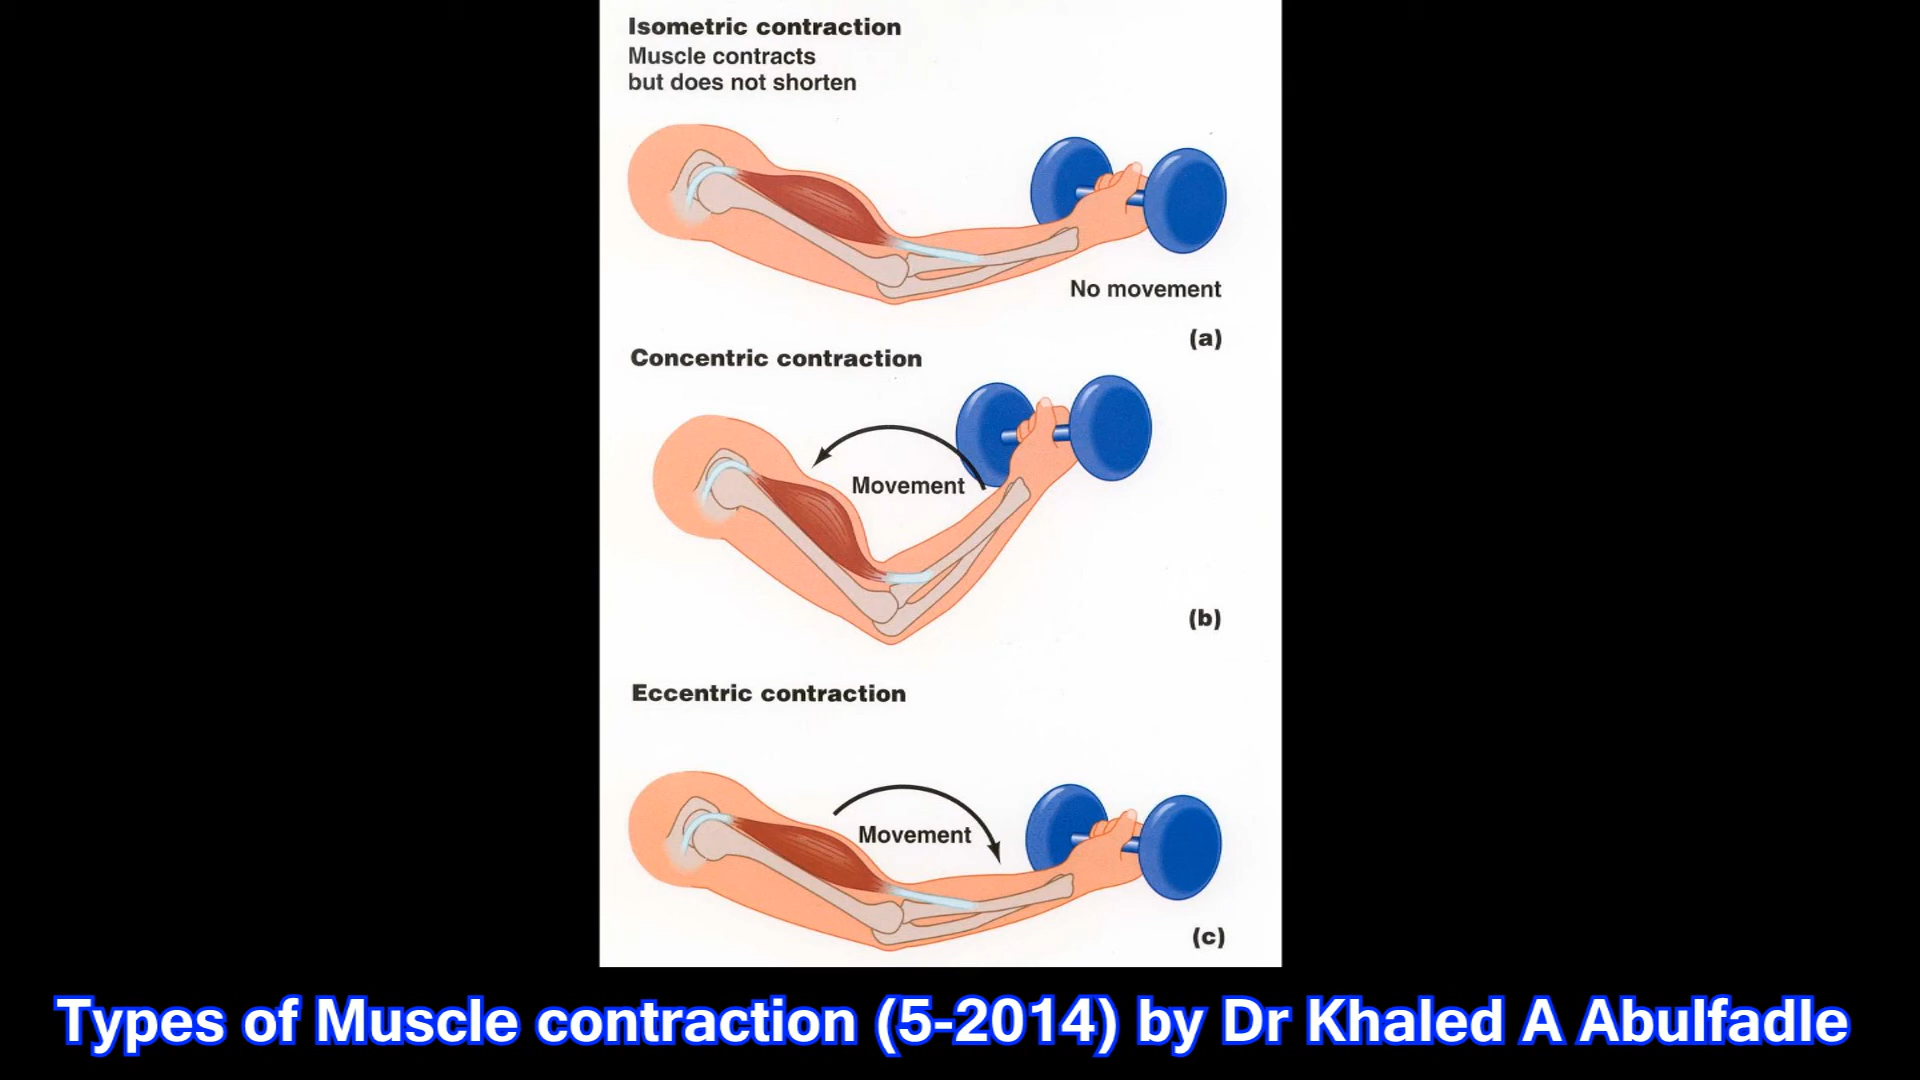 Isometric contraction
Muscle contracts
but does not shorten
No movement
(a)
Concentric contraction
Movement
(b)
Eccentric contraction
Movement
(c)
Types of Muscle contraction (5-2014) by Dr Khaled A Abulfadle